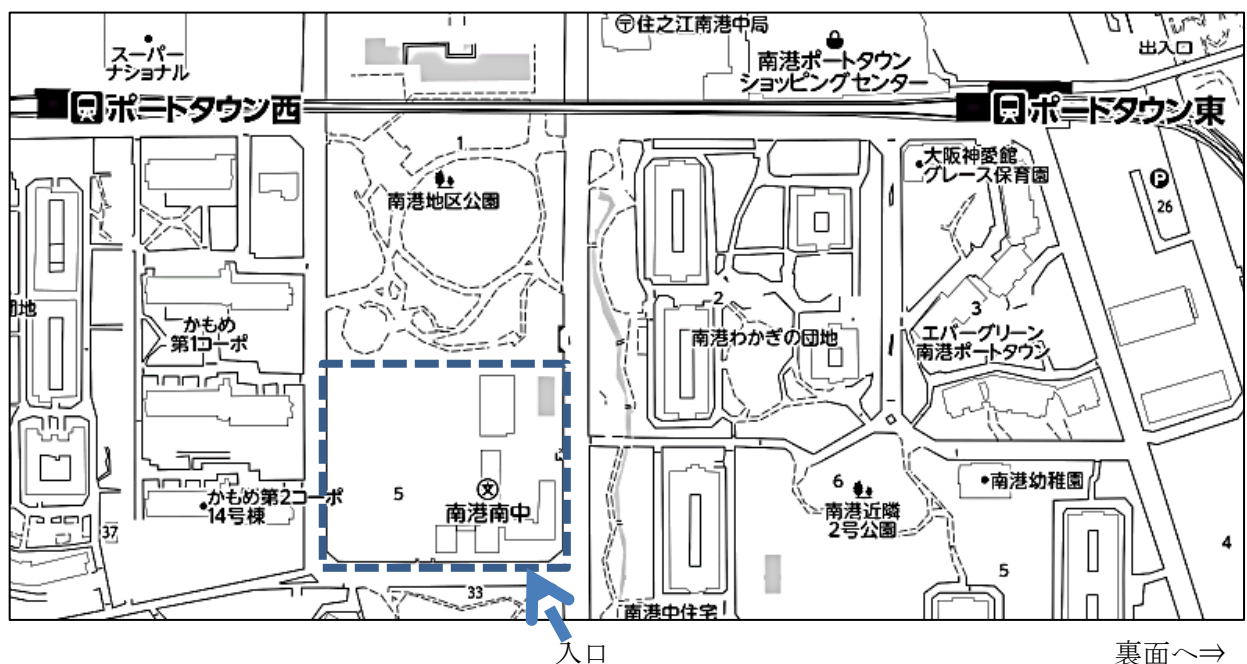 〒住之江南港中局
出入口
スーパー
ナショナル
南港ポートタウン
ショッピングセンター
ポートタウン西
ポートタウン東
1
大阪神愛館
グレース保育園
南港地区公園
P
26
2
3
団地
かもめ
第1コーポ
南港わかぎの団地
エバーグリーン
南港ポートタウン
5
文
かもめ第2コーポ
14号棟
南港南中
6
南港幼稚園
南港近隣
2号公園
37
4
5
33
南港中住宅
入口
裏面へ⇒